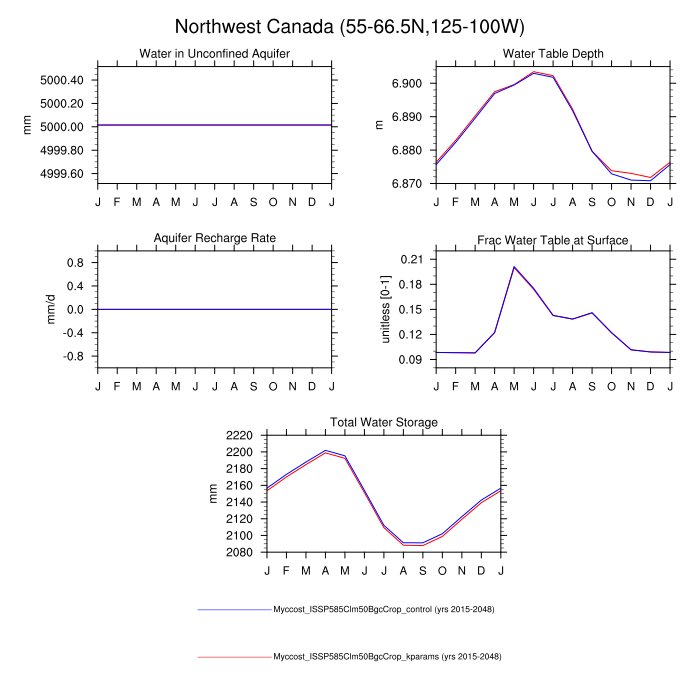 Northwest Canada (55-66.5N,125-100W)
Water in Unconfined Aquifer
5000.40
5000.20
5000.00
4999.80
4999.60
mm
J F M A M J J A S O N D J
Water Table Depth
6.900
6.890
6.880
6.870
m
J F M A M J J A S O N D J
Aquifer Recharge Rate
0.8
0.4
0.0
-0.4
-0.8
mm/d
J F M A M J J A S O N D J
Frac Water Table at Surface
0.21
0.18
0.15
0.12
0.09
unitless [0-1]
J F M A M J J A S O N D J
Total Water Storage
2220
2200
2180
2160
2140
2120
2100
2080
mm
J F M A M J J A S O N D J
Myccost_ISSP585Clm50BgcCrop_control (yrs 2015-2048)
Myccost_ISSP585Clm50BgcCrop_kparams (yrs 2015-2048)